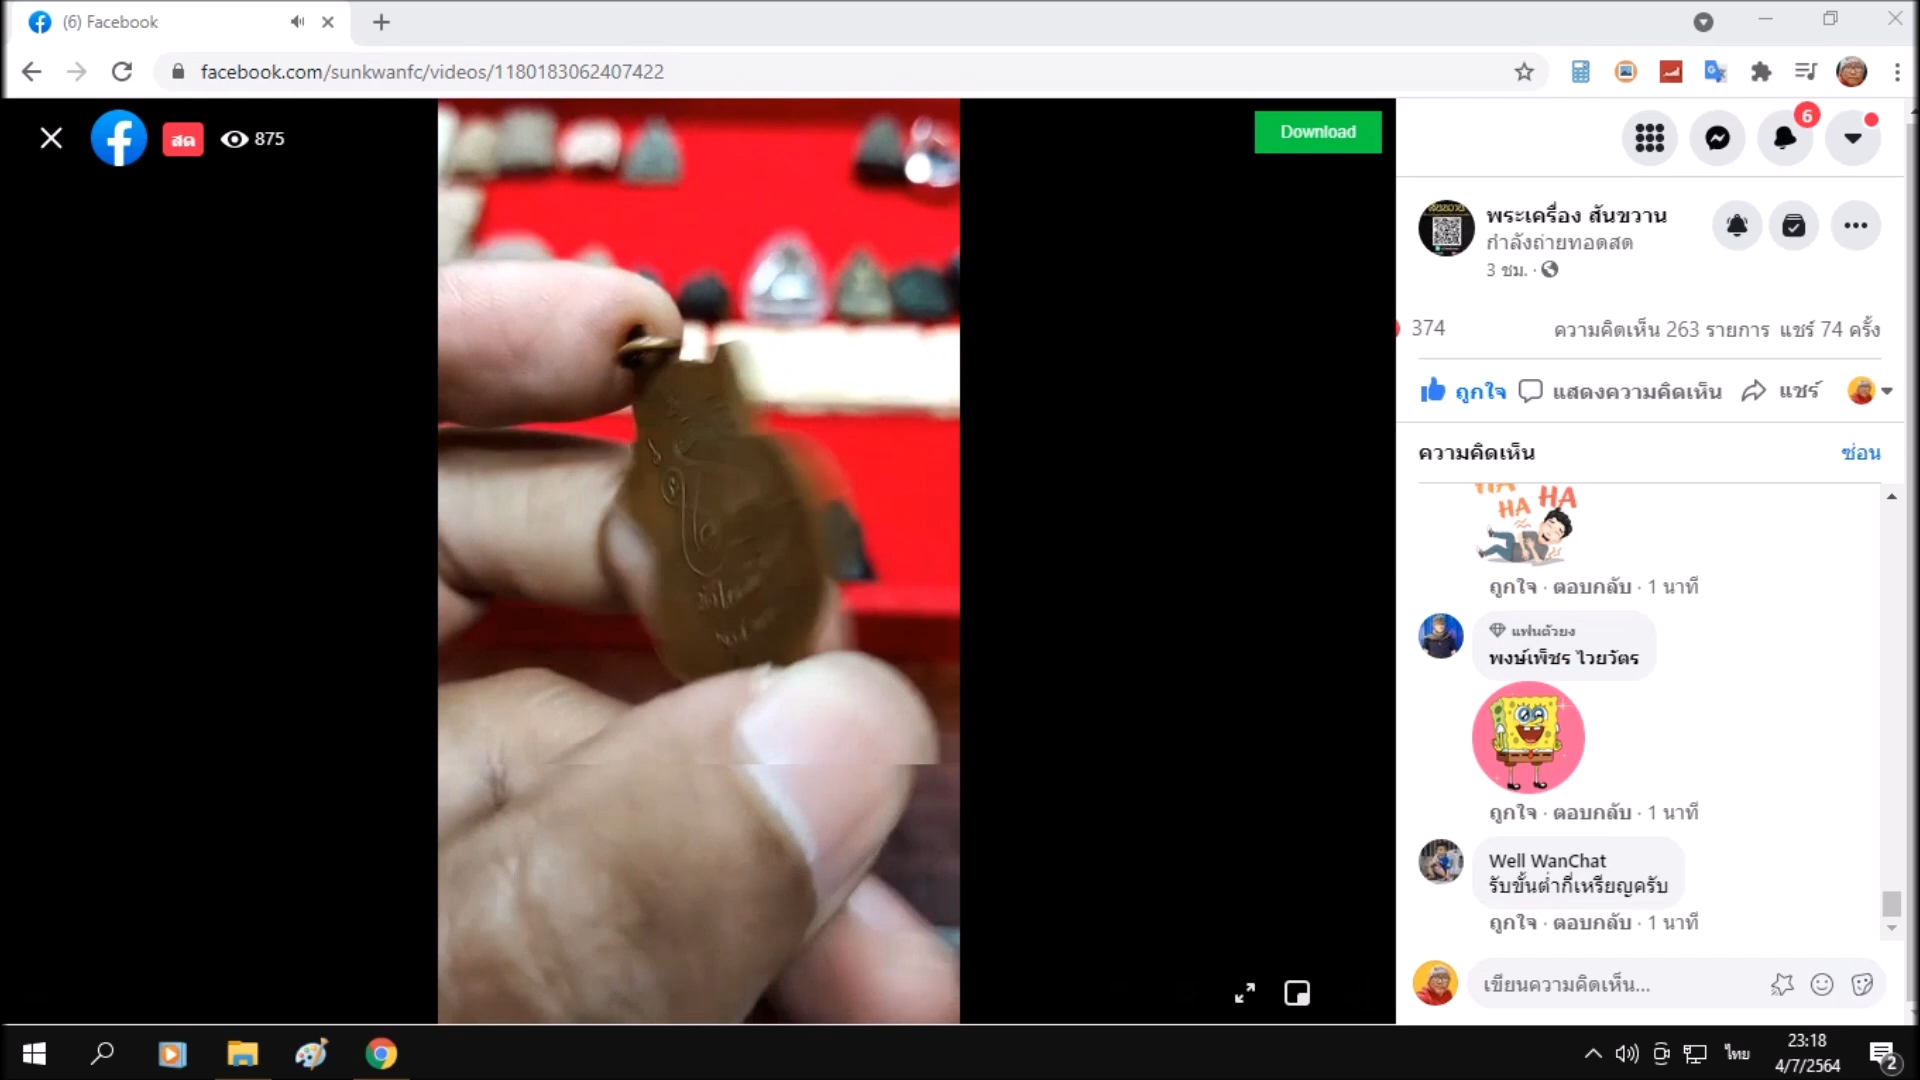 (6) Facebook
facebook.com/sunkwanfc/videos/1180183062407422
สด
875
Download
6
พระเครื่อง สันขวาน
กำลังถ่ายทอดสด
3 ชม. ·
374
ความคิดเห็น 263 รายการ แชร์ 74 ครั้ง
ถูกใจ
แสดงความคิดเห็น
แชร์
ความคิดเห็น
ซ่อน
HA
HA HA
ถูกใจ · ตอบกลับ · 1 นาที
แฟนตัวยง
พงษ์เพ็ชร ไวยวัตร
ถูกใจ · ตอบกลับ · 1 นาที
Well WanChat
รับขั้นต่ำกี่เหรียญครับ
ถูกใจ · ตอบกลับ · 1 นาที
เขียนความคิดเห็น...
ไทย
23:18
4/7/2564
2